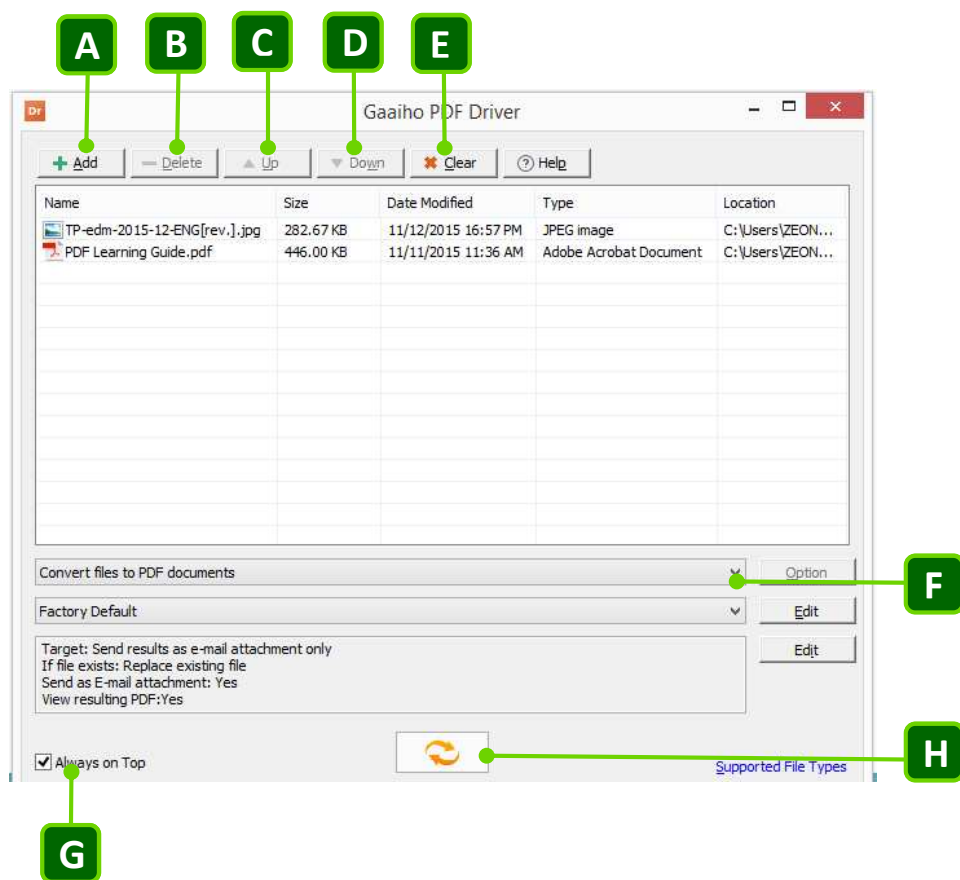 A B C D E
Dr Gaaiho PDF Driver
Add Delete Up Down Clear Help
Name Size Date Modified Type Location
TP-edm-2015-12-ENG[rev.].jpg 282.67 KB 11/12/2015 16:57 PM JPEG image C:\Users\ZEON...
PDF Learning Guide.pdf 446.00 KB 11/11/2015 11:36 AM Adobe Acrobat Document C:\Users\ZEON...
Convert files to PDF documents Option
F
Factory Default Edit
Target: Send results as e-mail attachment only Edit
If file exists: Replace existing file
Send as E-mail attachment: Yes
View resulting PDF:Yes
H
Always on Top Supported File Types
G